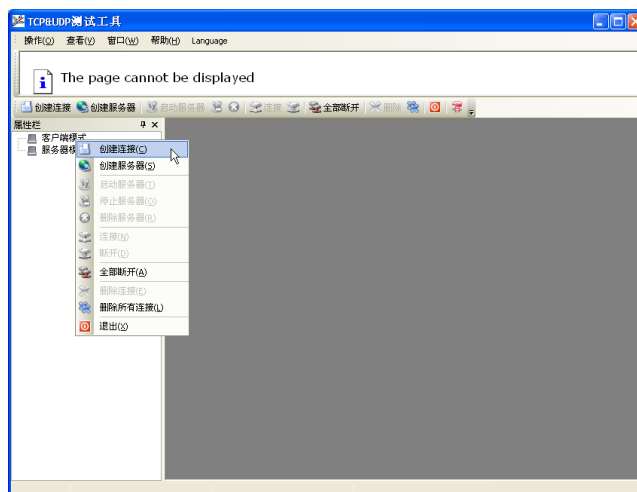 TCP&UDP测试工具
操作(O) 查看(V) 窗口(W) 帮助(H) Language
The page cannot be displayed
创建连接 创建服务器 启动服务器 连接 全部断开 删除
属性栏
客户端模式
服务器模
创建连接(C)
创建服务器(S)
启动服务器(T)
停止服务器(O)
删除服务器(R)
连接(N)
断开(D)
全部断开(A)
删除连接(E)
删除所有连接(L)
退出(X)